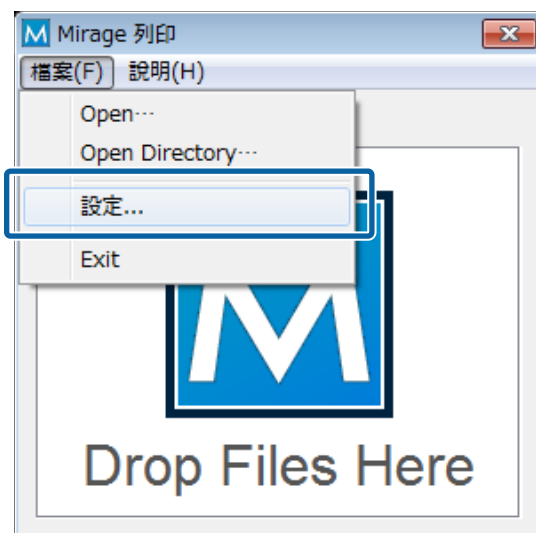 M Mirage 列印
檔案(F) 說明(H)
Open…
Open Directory…
設定...
Exit
M
Drop Files Here